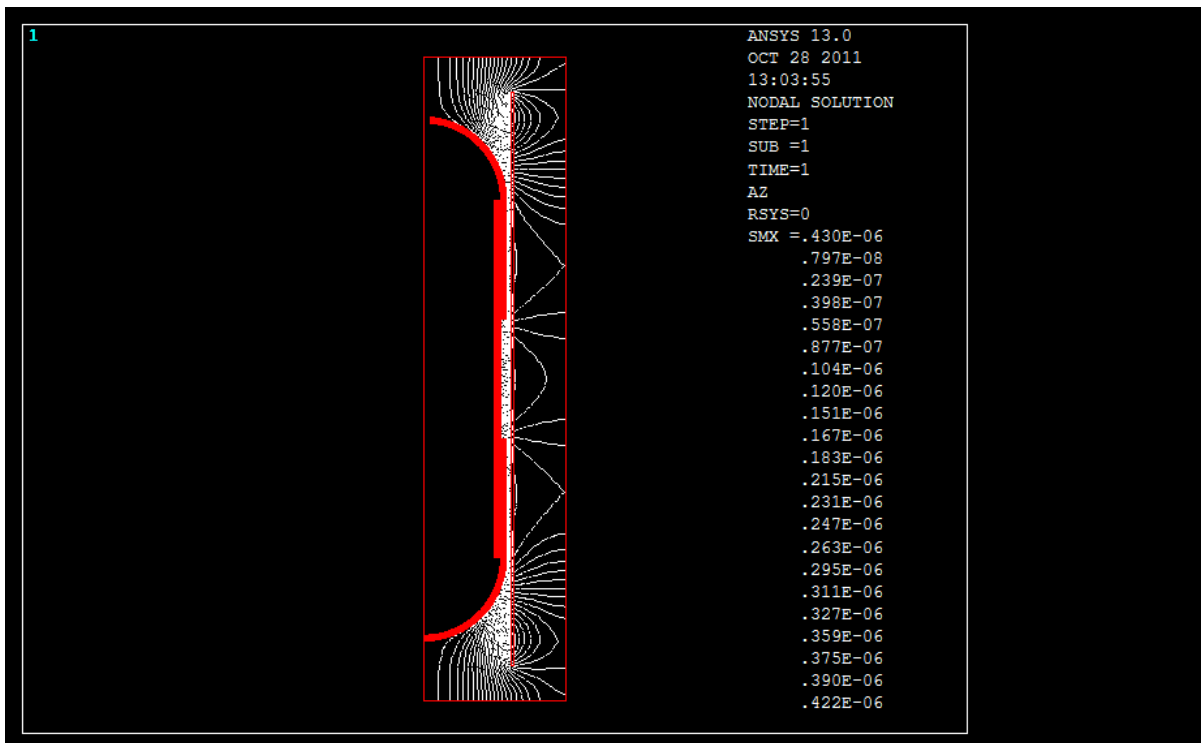 1
ANSYS 13.0
OCT 28 2011
13:03:55
NODAL SOLUTION
STEP=1
SUB =1
TIME=1
AZ
RSYS=0
SMX =.430E-06
.797E-08
.239E-07
.398E-07
.558E-07
.877E-07
.104E-06
.120E-06
.151E-06
.167E-06
.183E-06
.215E-06
.231E-06
.247E-06
.263E-06
.295E-06
.311E-06
.327E-06
.359E-06
.375E-06
.390E-06
.422E-06